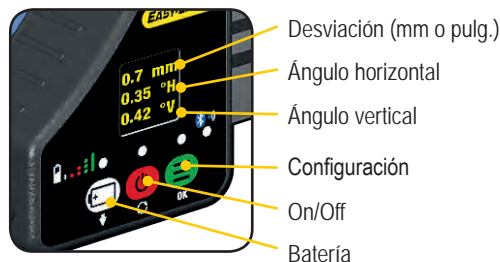 EASY-
Desviación (mm o pulg.)
0.7 mm
Ángulo horizontal
0.35 °H
Ángulo vertical
0.42 °V
Configuración
OK
On/Off
Batería